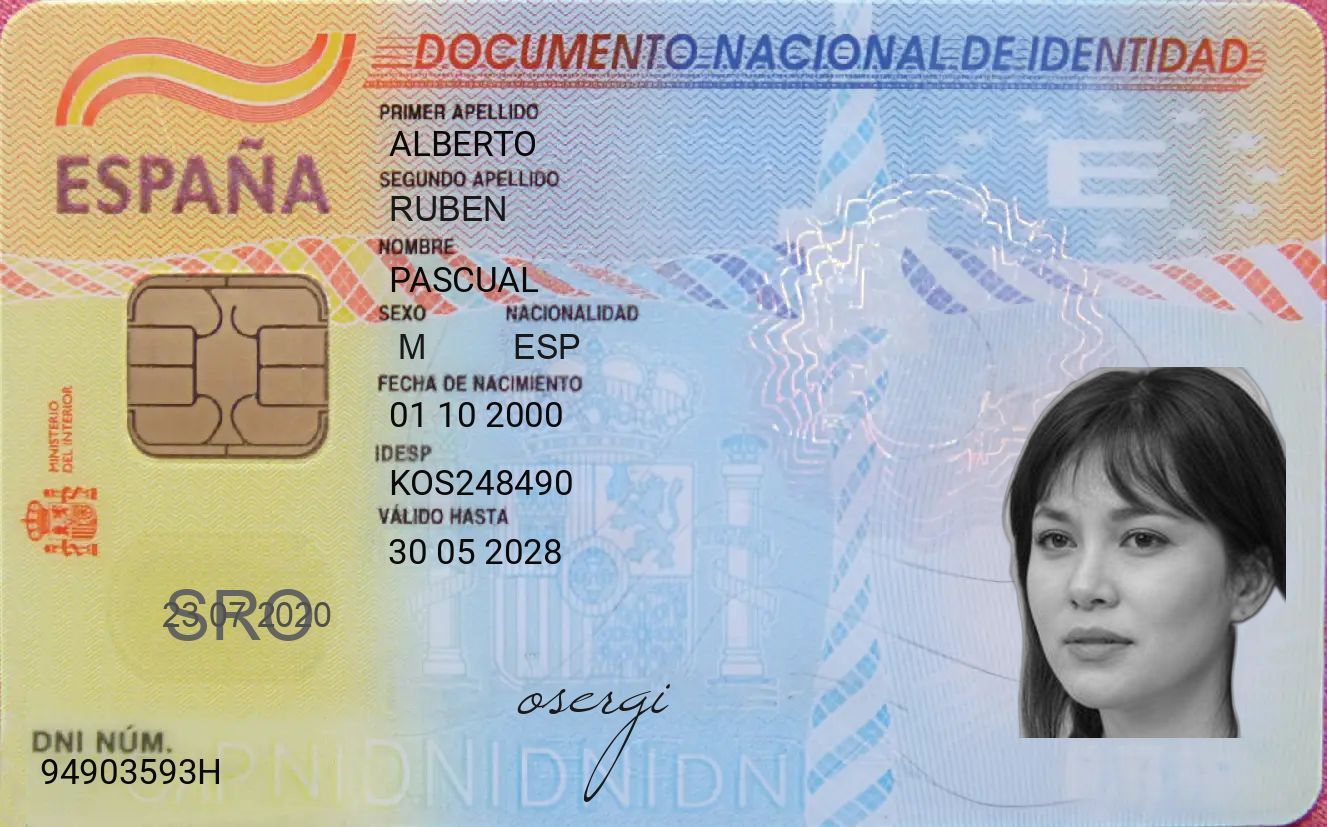 DOCUMENTO NACIONAL DE IDENTIDAD
ESPAÑA
PRIMER APELLIDO
ALBERTO
SEGUNDO APELLIDO
RUBEN
NOMBRE
PASCUAL
SEXO NACIONALIDAD
M ESP
FECHA DE NACIMIENTO
01 10 2000
IDESP
KOS248490
VÁLIDO HASTA
30 05 2028
MINISTERIO
DEL INTERIOR
E
23 07 2020
SRO
osergi
DNI NÚM.
94903593H